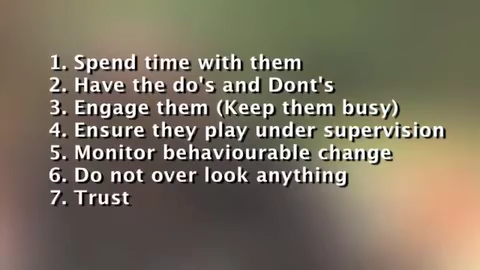 1. Spend time with them
2. Have the do's and Dont's
3. Engage them (Keep them busy)
4. Ensure they play under supervision
5. Monitor behaviourable change
6. Do not over look anything
7. Trust